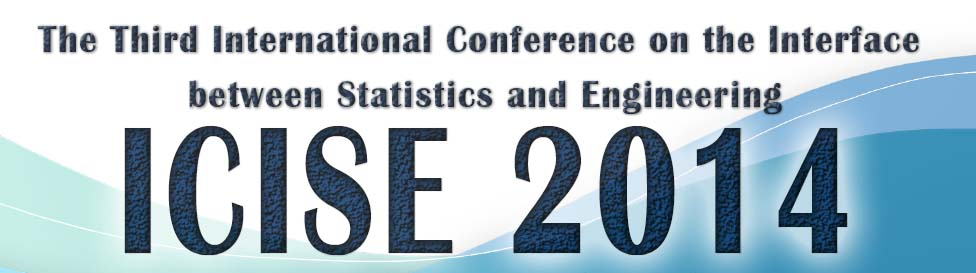 The Third International Conference on the Interface
between Statistics and Engineering
ICISE 2014